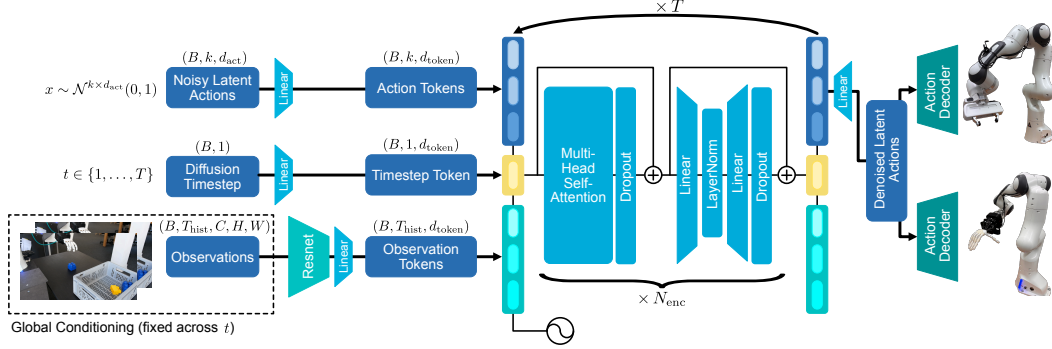 × T
(B, k, d_act)
(B, k, d_token)
x ∼ 𝒩^{k×d_act}(0, 1)
Noisy Latent
Actions
Linear
Action Tokens
Linear
Denoised Latent
Actions
Action
Decoder
(B, 1)
(B, 1, d_token)
t ∈ {1, . . . , T}
Diffusion
Timestep
Linear
Timestep Token
Multi-
Head
Self-
Attention
Dropout
Linear
LayerNorm
Linear
Dropout
(B, T_hist, C, H, W)
(B, T_hist, d_token)
Observations
Resnet
Linear
Observation
Tokens
Action
Decoder
× N_enc
Global Conditioning (fixed across t)